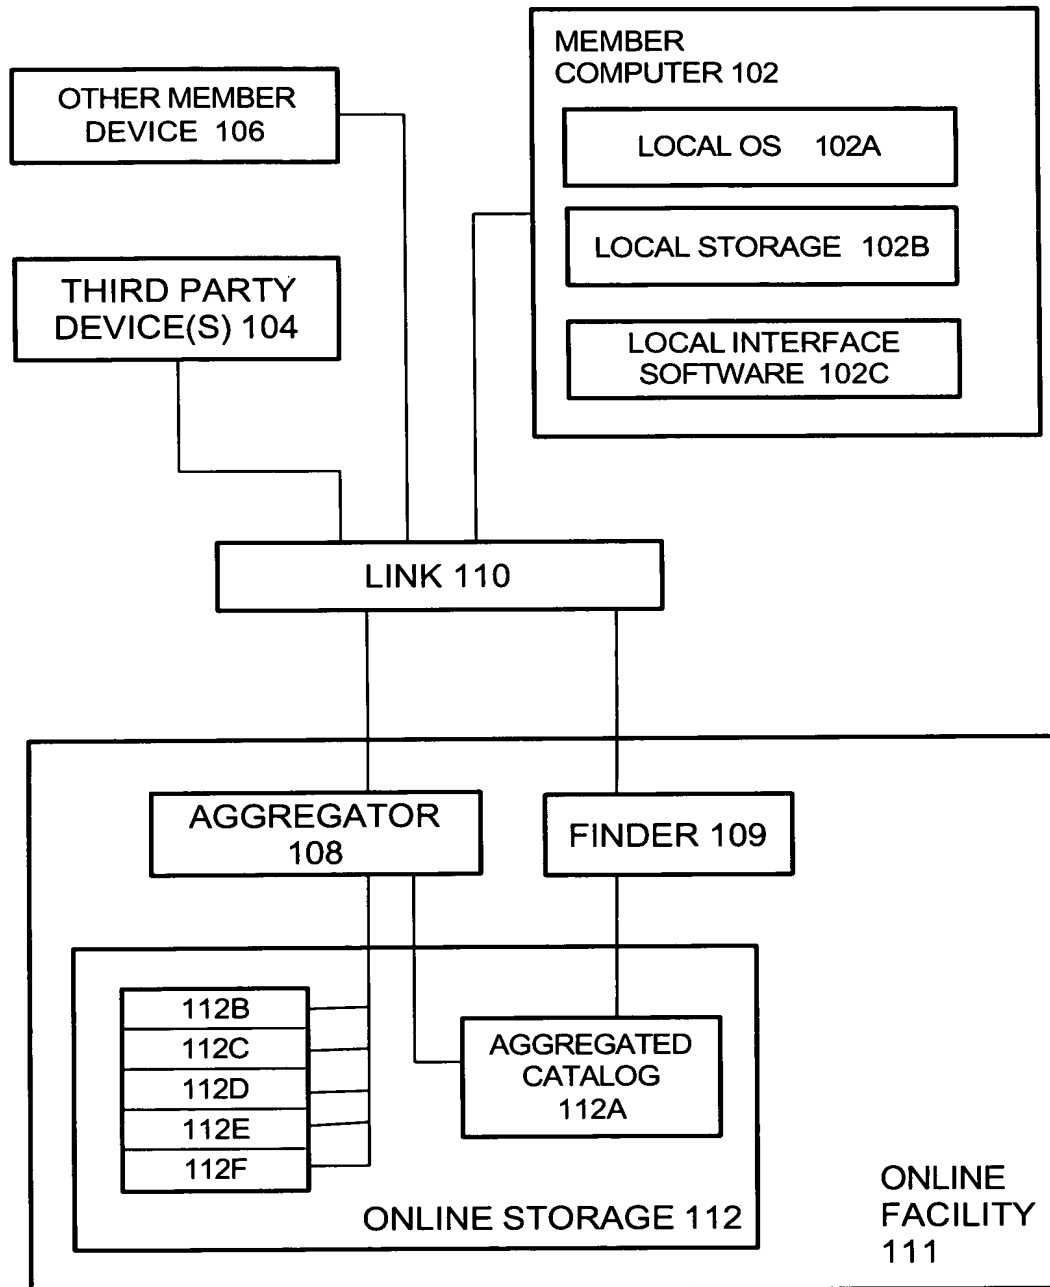 MEMBER
COMPUTER 102
OTHER MEMBER
DEVICE 106
LOCAL OS 102A
LOCAL STORAGE 102B
THIRD PARTY
DEVICE(S) 104
LOCAL INTERFACE
SOFTWARE 102C
LINK 110
AGGREGATOR
108
FINDER 109
112B
112C
112D
112E
112F
AGGREGATED
CATALOG
112A
ONLINE STORAGE 112
ONLINE
FACILITY
111